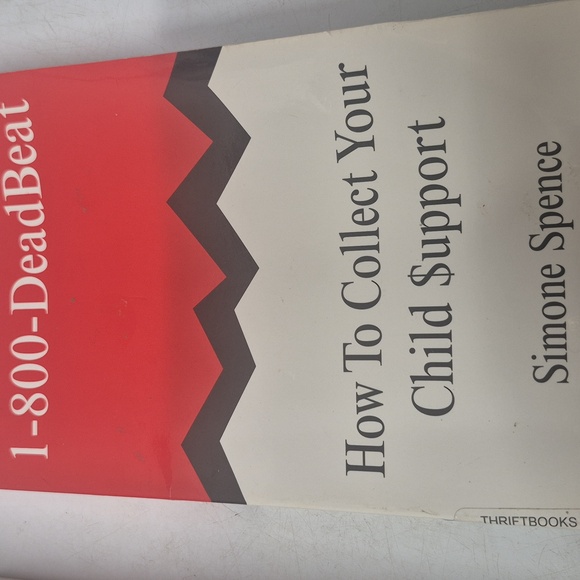 1-800-DeadBeat
How To Collect Your
Child $upport
Simone Spence
THRIFTBOOKS